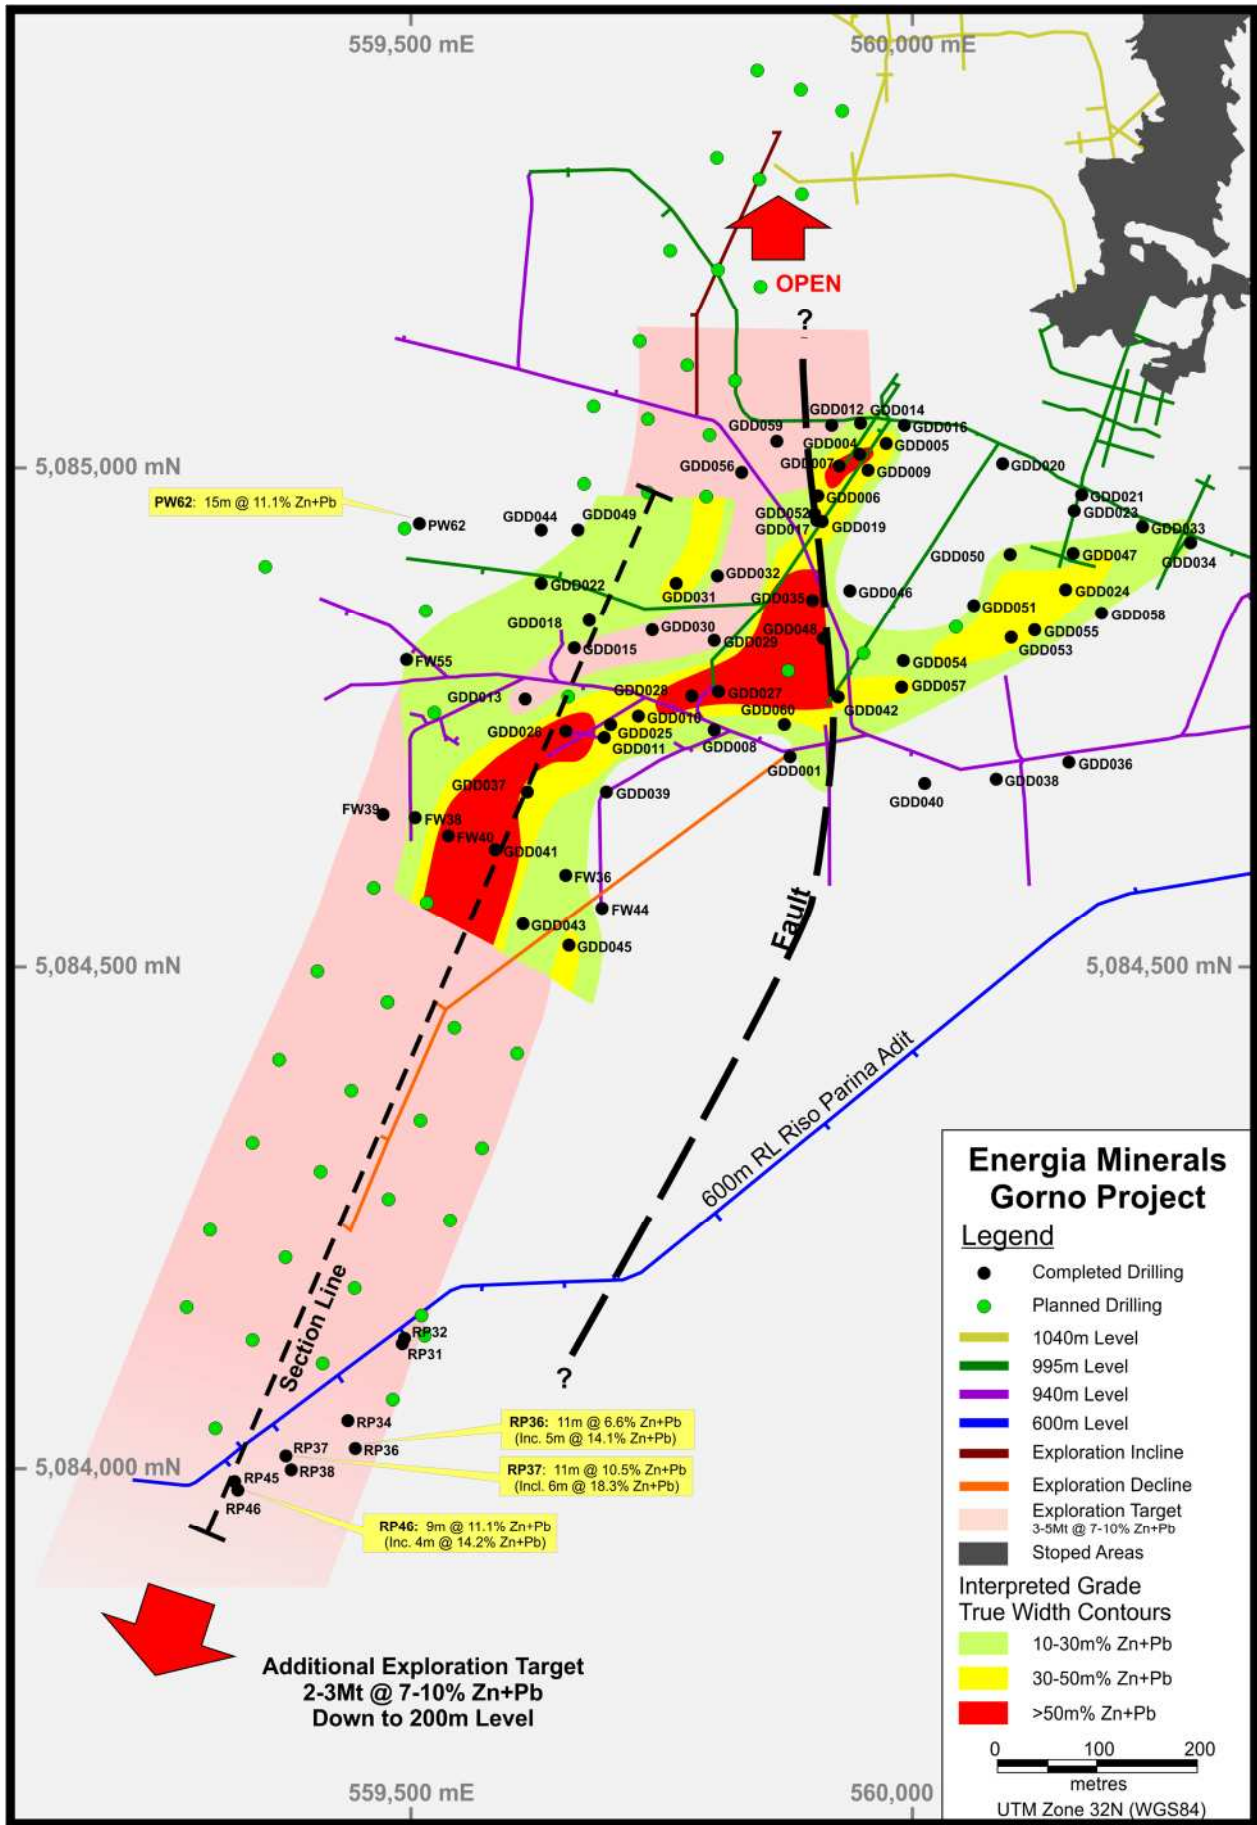 559,500 mE
560,000 mE
OPEN
?
GDD012
GDD014
GDD059
GDD016
GDD004
GDD005
5,085,000 mN
GDD007
GDD020
GDD056
GDD009
PW62: 15m @ 11.1% Zn+Pb
GDD006
GDD021
PW62
GDD044
GDD049
GDD052
GDD017
GDD019
GDD023
GDD033
GDD050
GDD047
GDD034
GDD022
GDD032
GDD031
GDD035
GDD046
GDD024
GDD051
GDD058
GDD018
GDD030
GDD029
GDD048
GDD055
GDD053
GDD015
FW55
GDD054
GDD013
GDD028
GDD027
GDD057
GDD010
GDD060
GDD042
GDD026
GDD025
GDD011
GDD008
GDD001
GDD036
GDD038
GDD040
GDD037
GDD039
FW39
FW38
FW40
GDD041
FW36
FW44
GDD043
GDD045
Fault
5,084,500 mN
5,084,500 mN
600m RL Riso Parina Adit
Section Line
RP32
RP31
?
RP34
RP36: 11m @ 6.6% Zn+Pb
(Inc. 5m @ 14.1% Zn+Pb)
RP37
RP36
5,084,000 mN
RP38
RP37: 11m @ 10.5% Zn+Pb
(Incl. 6m @ 18.3% Zn+Pb)
RP45
RP46
RP46: 9m @ 11.1% Zn+Pb
(Inc. 4m @ 14.2% Zn+Pb)
Additional Exploration Target
2-3Mt @ 7-10% Zn+Pb
Down to 200m Level
559,500 mE
560,000
Energia Minerals
Gorno Project
Legend
Completed Drilling
Planned Drilling
1040m Level
995m Level
940m Level
600m Level
Exploration Incline
Exploration Decline
Exploration Target
3-5Mt @ 7-10% Zn+Pb
Stoped Areas
Interpreted Grade
True Width Contours
10-30m% Zn+Pb
30-50m% Zn+Pb
>50m% Zn+Pb
0 100 200
metres
UTM Zone 32N (WGS84)